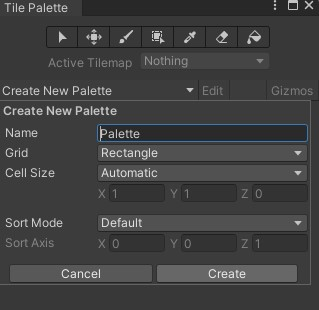 Tile Palette
Active Tilemap Nothing
Create New Palette Edit Gizmos
Create New Palette
Name Palette
Grid Rectangle
Cell Size Automatic
X 1 Y 1 Z 0
Sort Mode Default
Sort Axis X 0 Y 0 Z 1
Cancel Create